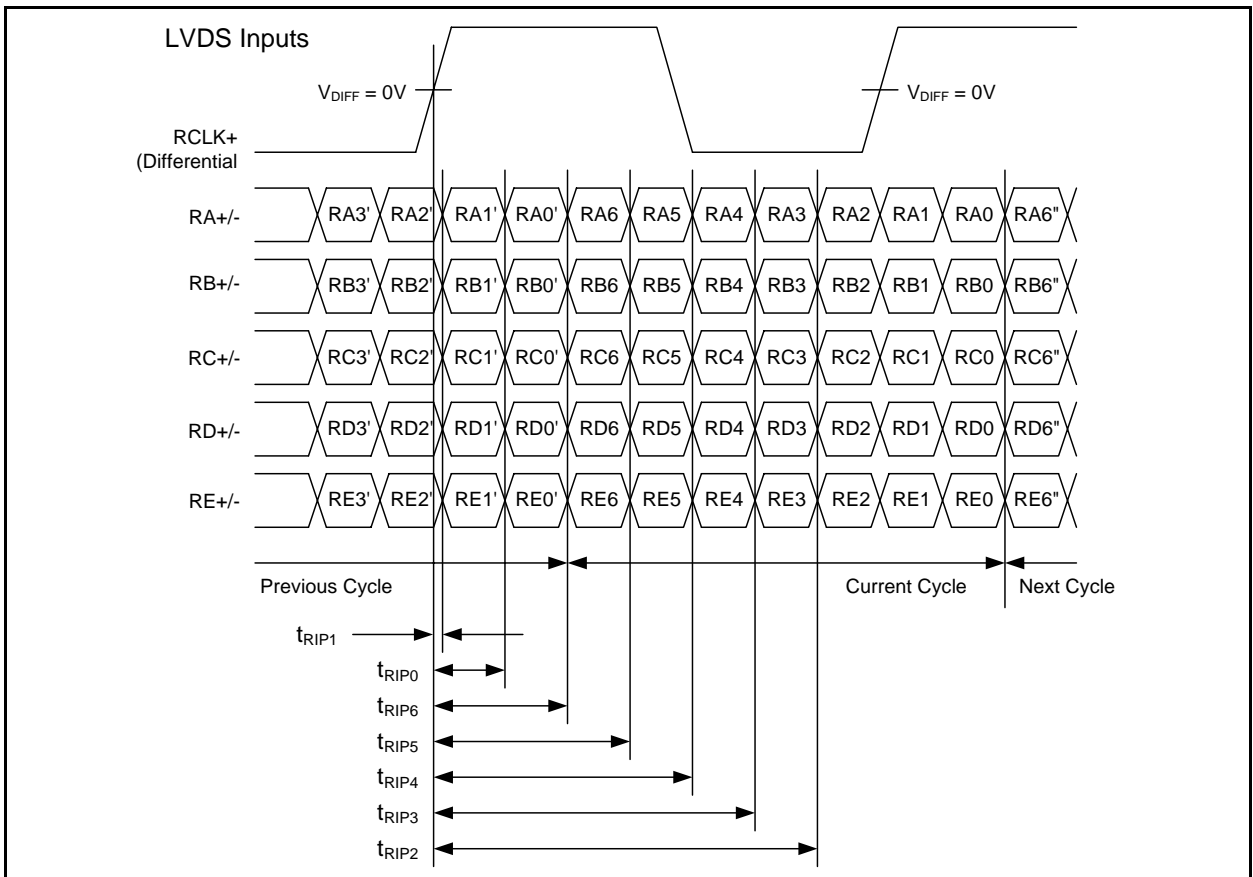 LVDS Inputs
V_DIFF = 0V V_DIFF = 0V
RCLK+
(Differential
RA+/- RA3' RA2' RA1' RA0' RA6 RA5 RA4 RA3 RA2 RA1 RA0 RA6"
RB+/- RB3' RB2' RB1' RB0' RB6 RB5 RB4 RB3 RB2 RB1 RB0 RB6"
RC+/- RC3' RC2' RC1' RC0' RC6 RC5 RC4 RC3 RC2 RC1 RC0 RC6"
RD+/- RD3' RD2' RD1' RD0' RD6 RD5 RD4 RD3 RD2 RD1 RD0 RD6"
RE+/- RE3' RE2' RE1' RE0' RE6 RE5 RE4 RE3 RE2 RE1 RE0 RE6"
Previous Cycle Current Cycle Next Cycle
t_RIP1
t_RIP0
t_RIP6
t_RIP5
t_RIP4
t_RIP3
t_RIP2